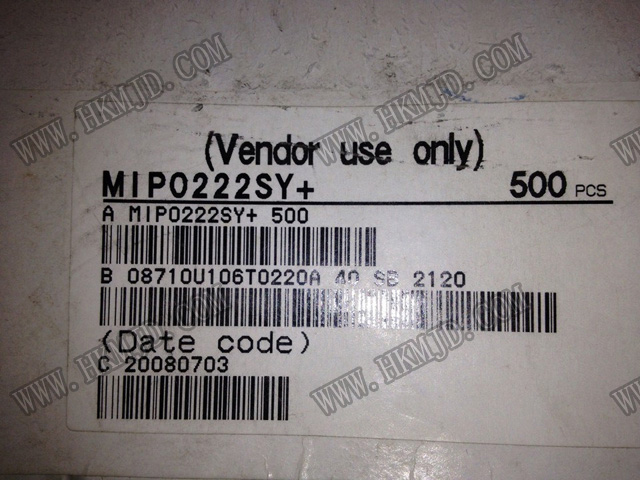 (Vendor use only)
MIP0222SY+ 500 PCS
A MIP0222SY+ 500
B 08710U106T0220A 40 SB 2120
(Date code)
C 20080703
WWW.HKMJD.COM
WWW.HKMJD.COM
WWW.HKMJD.COM
WWW.HKMJD.COM